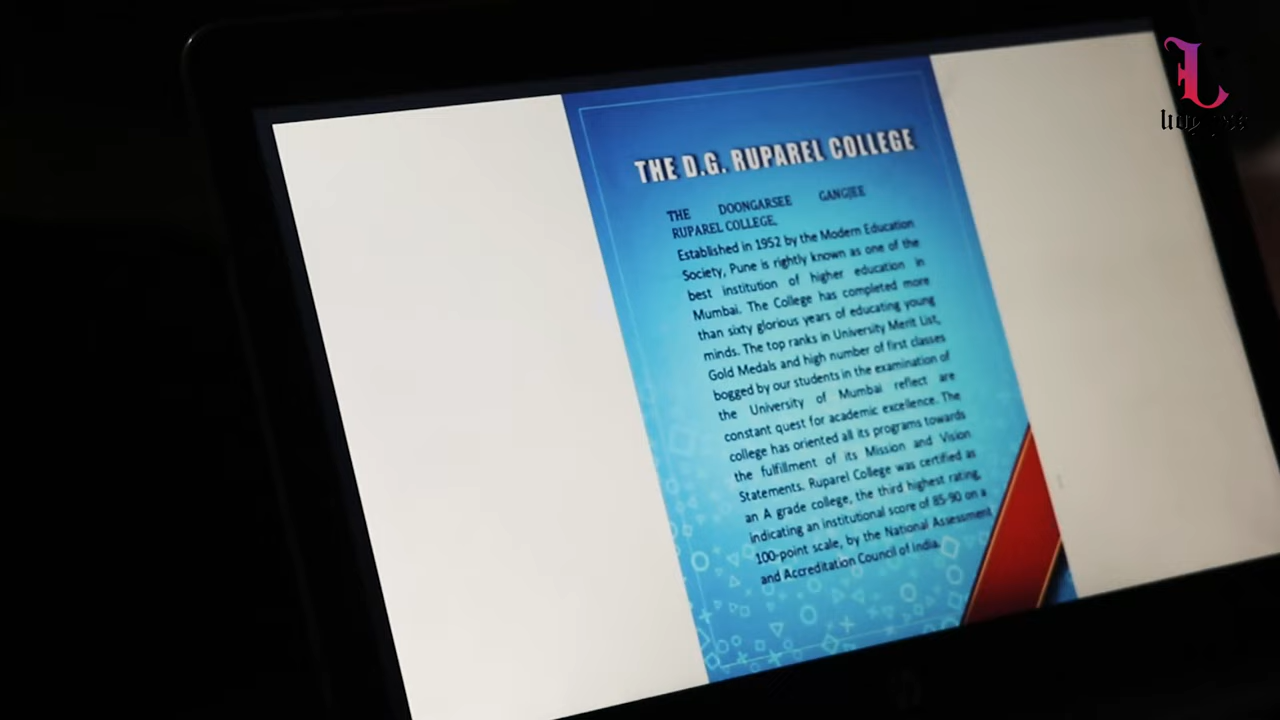 THE D.G. RUPAREL COLLEGE
THE DOONGARSEE GANGJEE
RUPAREL COLLEGE,
Established in 1952 by the Modern Education
Society, Pune is rightly known as one of the
best institution of higher education in
Mumbai. The College has completed more
than sixty glorious years of educating young
minds. The top ranks in University Merit List,
Gold Medals and high number of first classes
bogged by our students in the examination of
the University of Mumbai reflect are
constant quest for academic excellence. The
college has oriented all its programs towards
the fulfillment of its Mission and Vision
Statements. Ruparel College was certified as
an A grade college, the third highest rating,
indicating an institutional score of 85-90 on a
100-point scale, by the National Assessment
and Accreditation Council of India.